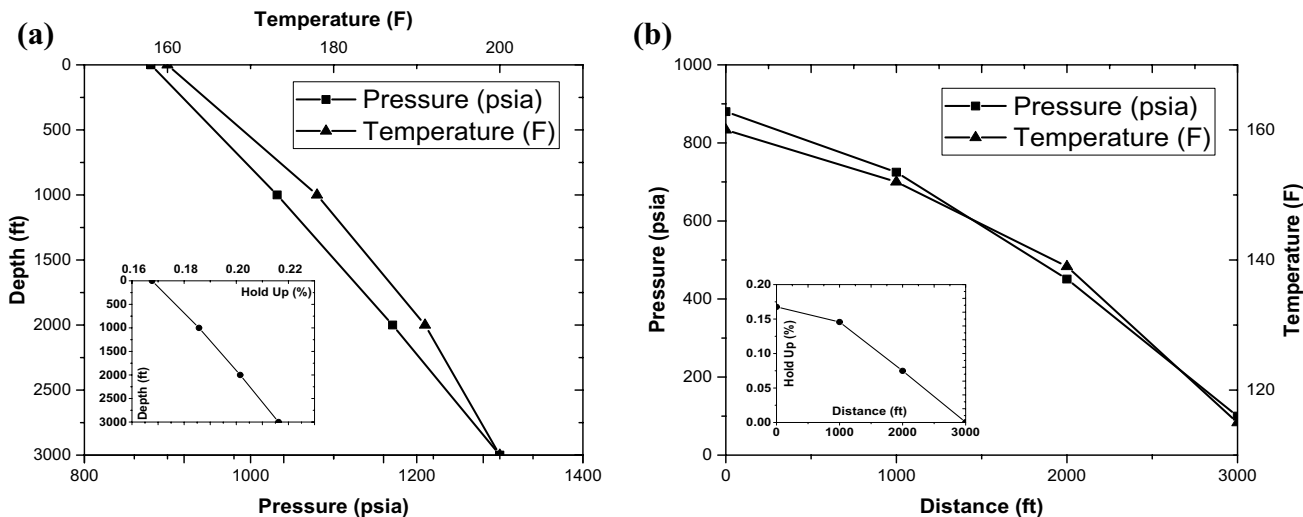 (a)
Temperature (F)
160 180 190 200
0
500
1000
1500
2000
2500
3000
Depth (ft)
Pressure (psia)
Temperature (F)
0.16 0.18 0.20 0.22
Hold Up (%)
0
500
1000
1500
2000
2500
3000
Depth (ft)
800 1000 1200 1400
Pressure (psia)
(b)
1000
800
600
400
200
0
Pressure (psia)
Pressure (psia)
Temperature (F)
160
140
120
Temperature (F)
0.20
0.15
0.10
0.05
0.00
Hold Up (%)
Distance (ft)
0 1000 2000 3000
0 1000 2000 3000
Distance (ft)